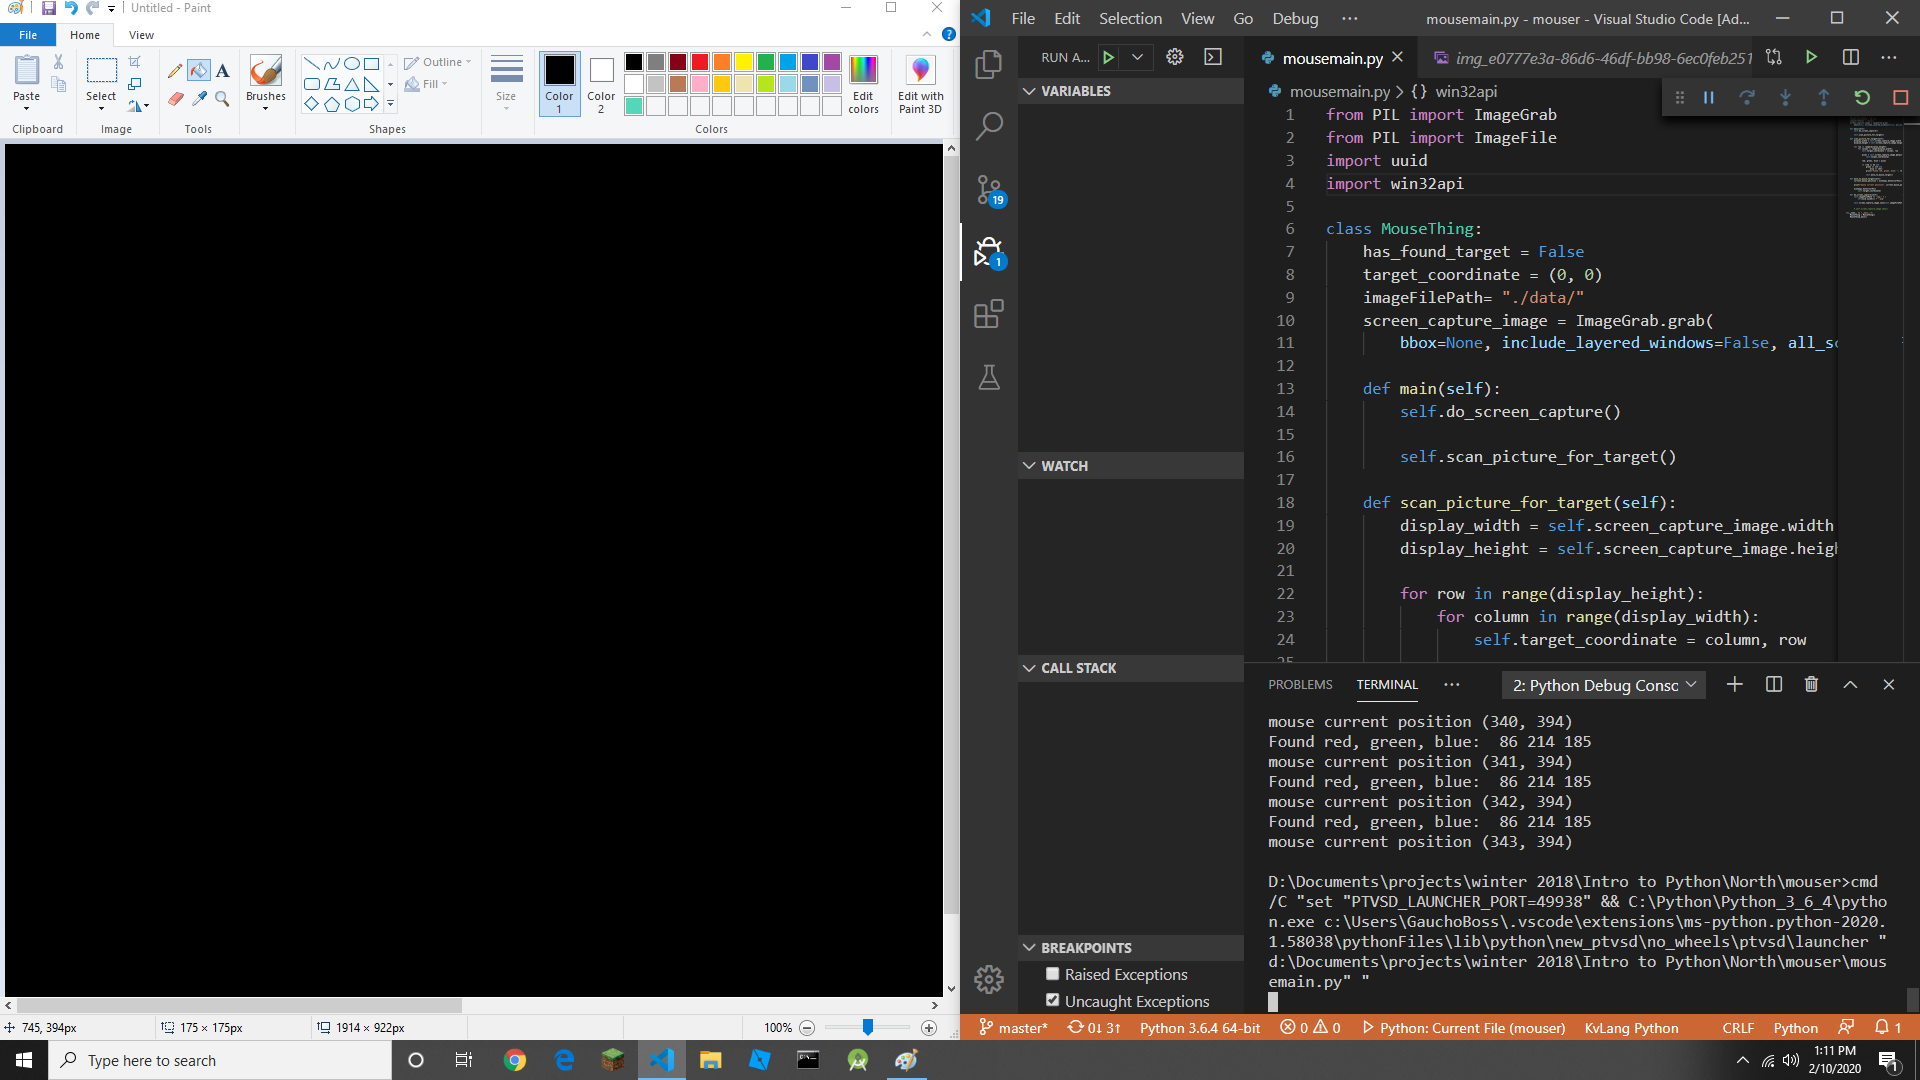 Untitled - Paint
File Home View
Paste
Select
Brushes
Outline
Fill
Size
Color 1
Color 2
Edit colors
Edit with Paint 3D
Clipboard Image Tools Shapes Colors
745, 394px 175 × 175px 1914 × 922px 100%
File Edit Selection View Go Debug ··· mousemain.py - mouser - Visual Studio Code [Ad...
RUN A...
mousemain.py img_e0777e3a-86d6-46df-bb98-6ec0feb251
mousemain.py > {} win32api
VARIABLES
WATCH
CALL STACK
BREAKPOINTS
Raised Exceptions
Uncaught Exceptions
19
1
1 from PIL import ImageGrab
2 from PIL import ImageFile
3 import uuid
4 import win32api
5
6 class MouseThing:
7 has_found_target = False
8 target_coordinate = (0, 0)
9 imageFilePath= "./data/"
10 screen_capture_image = ImageGrab.grab(
11 bbox=None, include_layered_windows=False, all_sc
12
13 def main(self):
14 self.do_screen_capture()
15
16 self.scan_picture_for_target()
17
18 def scan_picture_for_target(self):
19 display_width = self.screen_capture_image.width
20 display_height = self.screen_capture_image.heigh
21
22 for row in range(display_height):
23 for column in range(display_width):
24 self.target_coordinate = column, row
25
PROBLEMS TERMINAL ··· 2: Python Debug Consc
mouse current position (340, 394)
Found red, green, blue:  86 214 185
mouse current position (341, 394)
Found red, green, blue:  86 214 185
mouse current position (342, 394)
Found red, green, blue:  86 214 185
mouse current position (343, 394)
D:\Documents\projects\winter 2018\Intro to Python\North\mouser>cmd
/C "set "PTVSD_LAUNCHER_PORT=49938" && C:\Python\Python_3_6_4\pytho
n.exe c:\Users\GauchoBoss\.vscode\extensions\ms-python.python-2020.
1.58038\pythonFiles\lib\python\new_ptvsd\no_wheels\ptvsd\launcher "
d:\Documents\projects\winter 2018\Intro to Python\North\mouser\mous
emain.py" "
master* 0↓ 3↑ Python 3.6.4 64-bit 0 0 Python: Current File (mouser) KvLang Python CRLF Python 1
Type here to search
1:11 PM
2/10/2020
1